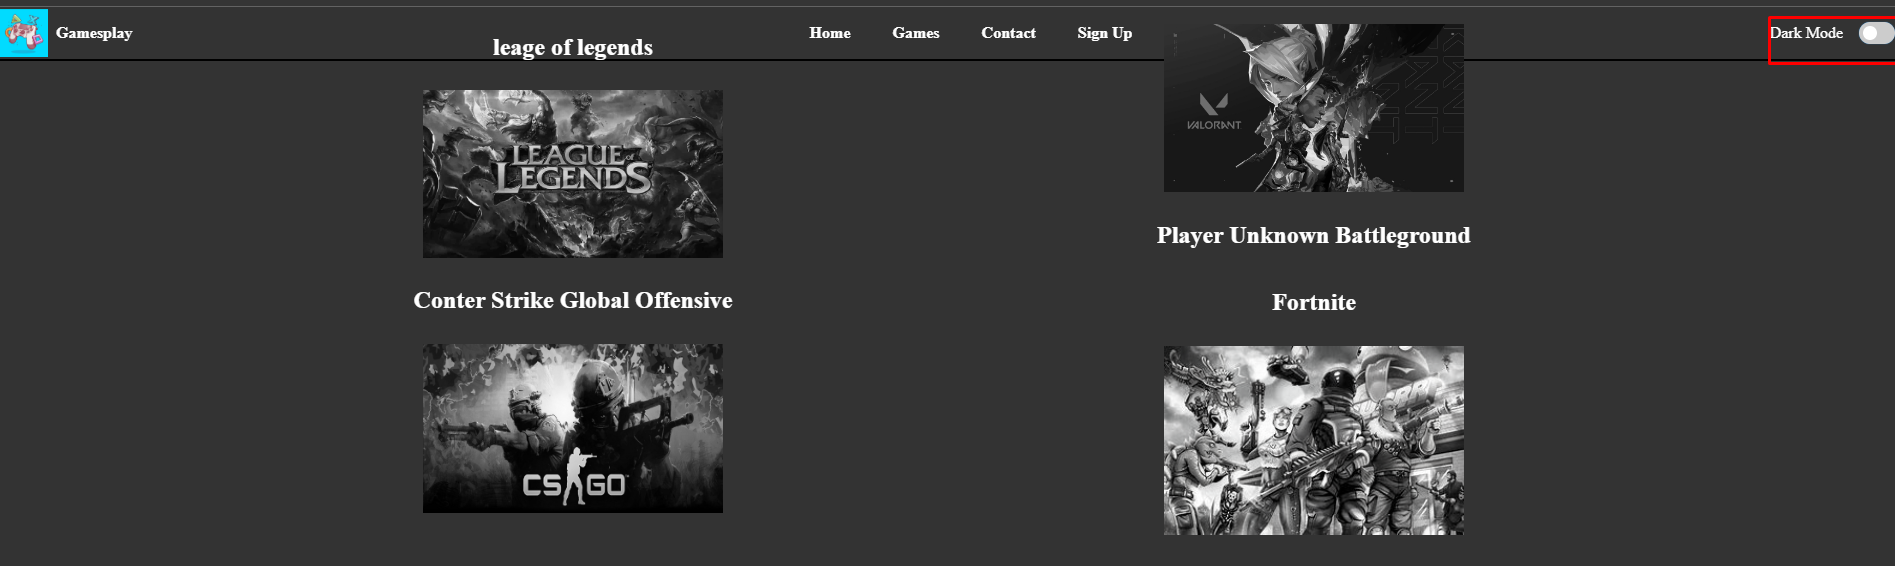 Gamesplay
Home Games Contact Sign Up
Dark Mode
leage of legends
LEAGUE of
LEGENDS
Conter Strike Global Offensive
CS GO
VALORANT
Player Unknown Battleground
Fortnite